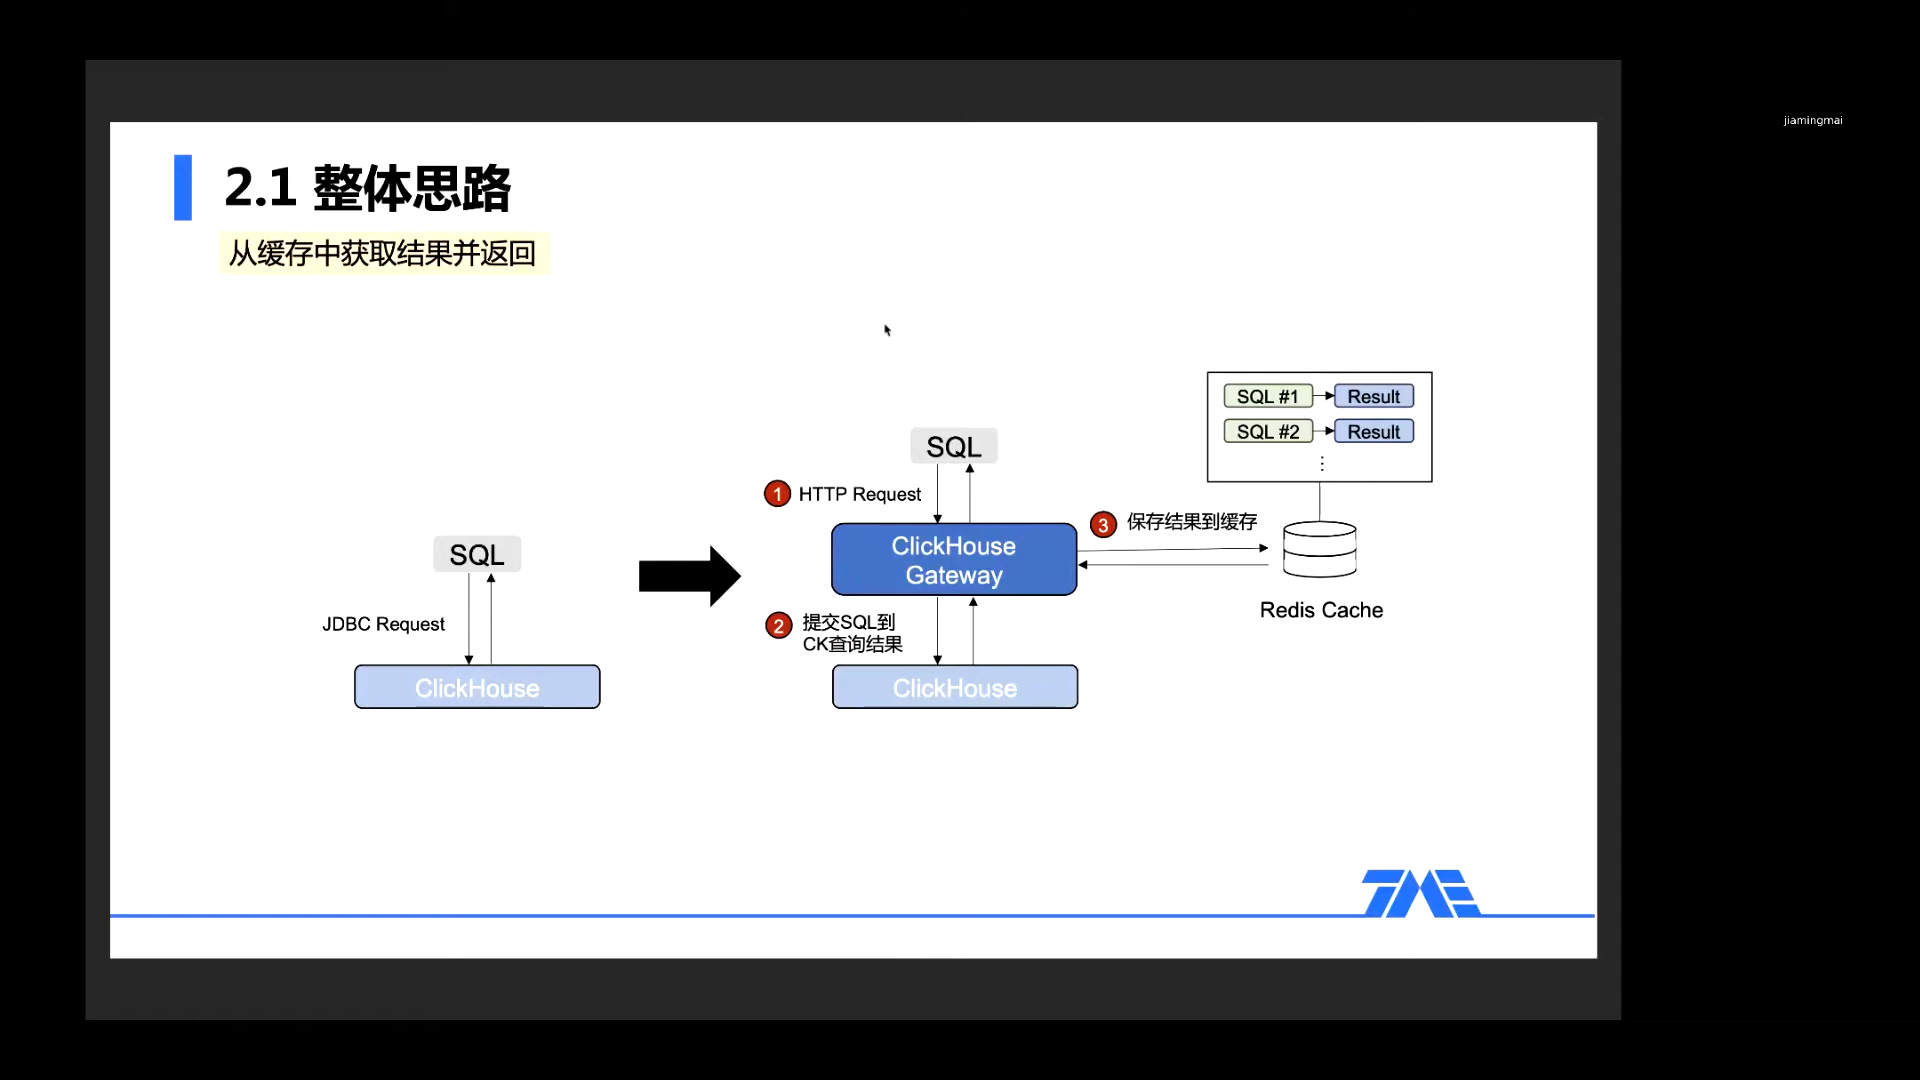 jiamingmai
2.1 整体思路
从缓存中获取结果并返回
SQL
JDBC Request
ClickHouse
SQL
1 HTTP Request
ClickHouse
Gateway
2 提交SQL到
CK查询结果
ClickHouse
3 保存结果到缓存
SQL #1 Result
SQL #2 Result
⋮
Redis Cache
TME